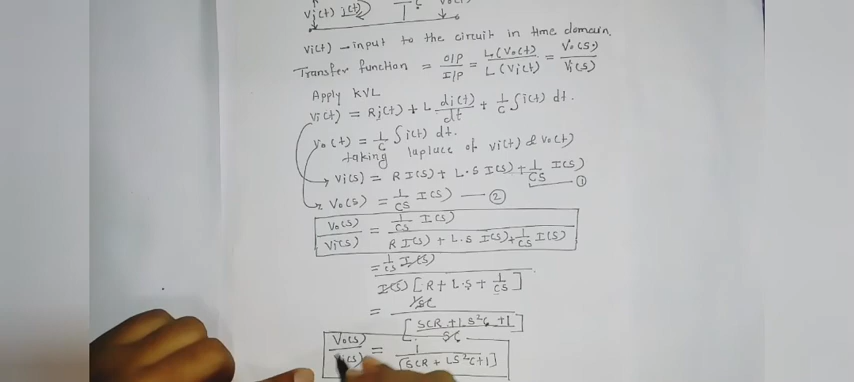 Vi(t) i(t)
Vi(t) - input to the circuit in time domain.
Transfer function = O/P / I/P = L(Vo(t)) / L(Vi(t)) = Vo(s) / Vi(s)
Apply KVL
Vi(t) = Ri(t) + L di(t)/dt + 1/C ∫i(t) dt.
Vo(t) = 1/C ∫i(t) dt.
taking laplace of Vi(t) & Vo(t)
Vi(s) = R I(s) + L.S I(s) + 1/CS I(s) ①
Vo(s) = 1/CS I(s) — ②
Vo(s) / Vi(s) = 1/CS I(s) / R I(s) + L.S I(s) + 1/CS I(s)
= 1/CS I(s) / I(s) [R + L.S + 1/CS]
= 1/SC / [SCR + LS²C + 1 / SC]
Vo(s) / Vi(s) = 1 / [SCR + LS²C + 1]